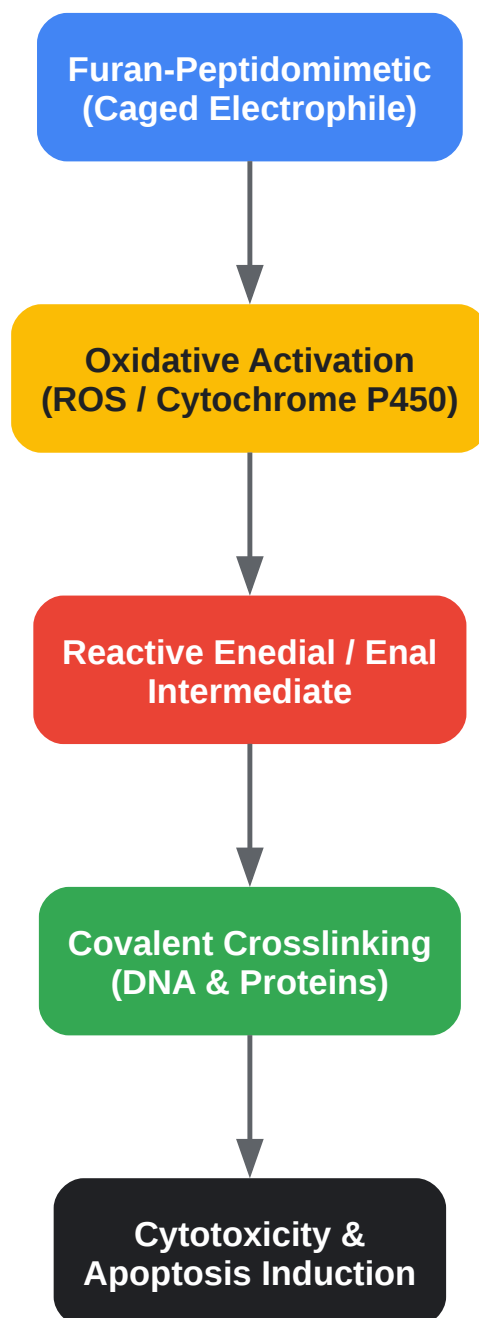 Furan-Peptidomimetic
(Caged Electrophile)
Oxidative Activation
(ROS / Cytochrome P450)
Reactive Enedial / Enal
Intermediate
Covalent Crosslinking
(DNA & Proteins)
Cytotoxicity &
Apoptosis Induction